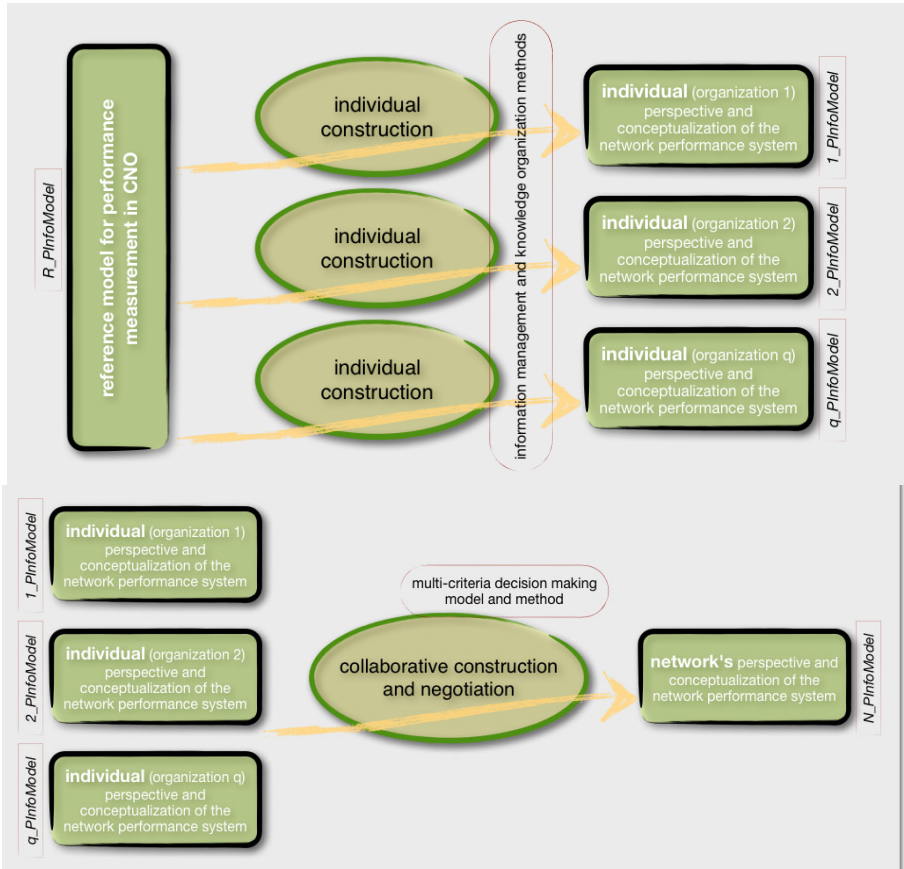 R_PInfoModel
reference model for performance
measurement in CNO
individual
construction
individual
construction
individual
construction
information management and knowledge organization methods
individual (organization 1)
perspective and
conceptualization of the
network performance system
1_PInfoModel
individual (organization 2)
perspective and
conceptualization of the
network performance system
2_PInfoModel
individual (organization q)
perspective and
conceptualization of the
network performance system
q_PInfoModel
1_PInfoModel
individual (organization 1)
perspective and
conceptualization of the
network performance system
2_PInfoModel
individual (organization 2)
perspective and
conceptualization of the
network performance system
q_PInfoModel
individual (organization q)
perspective and
conceptualization of the
network performance system
multi-criteria decision making
model and method
collaborative construction
and negotiation
network's perspective and
conceptualization of the
network performance system
N_PInfoModel